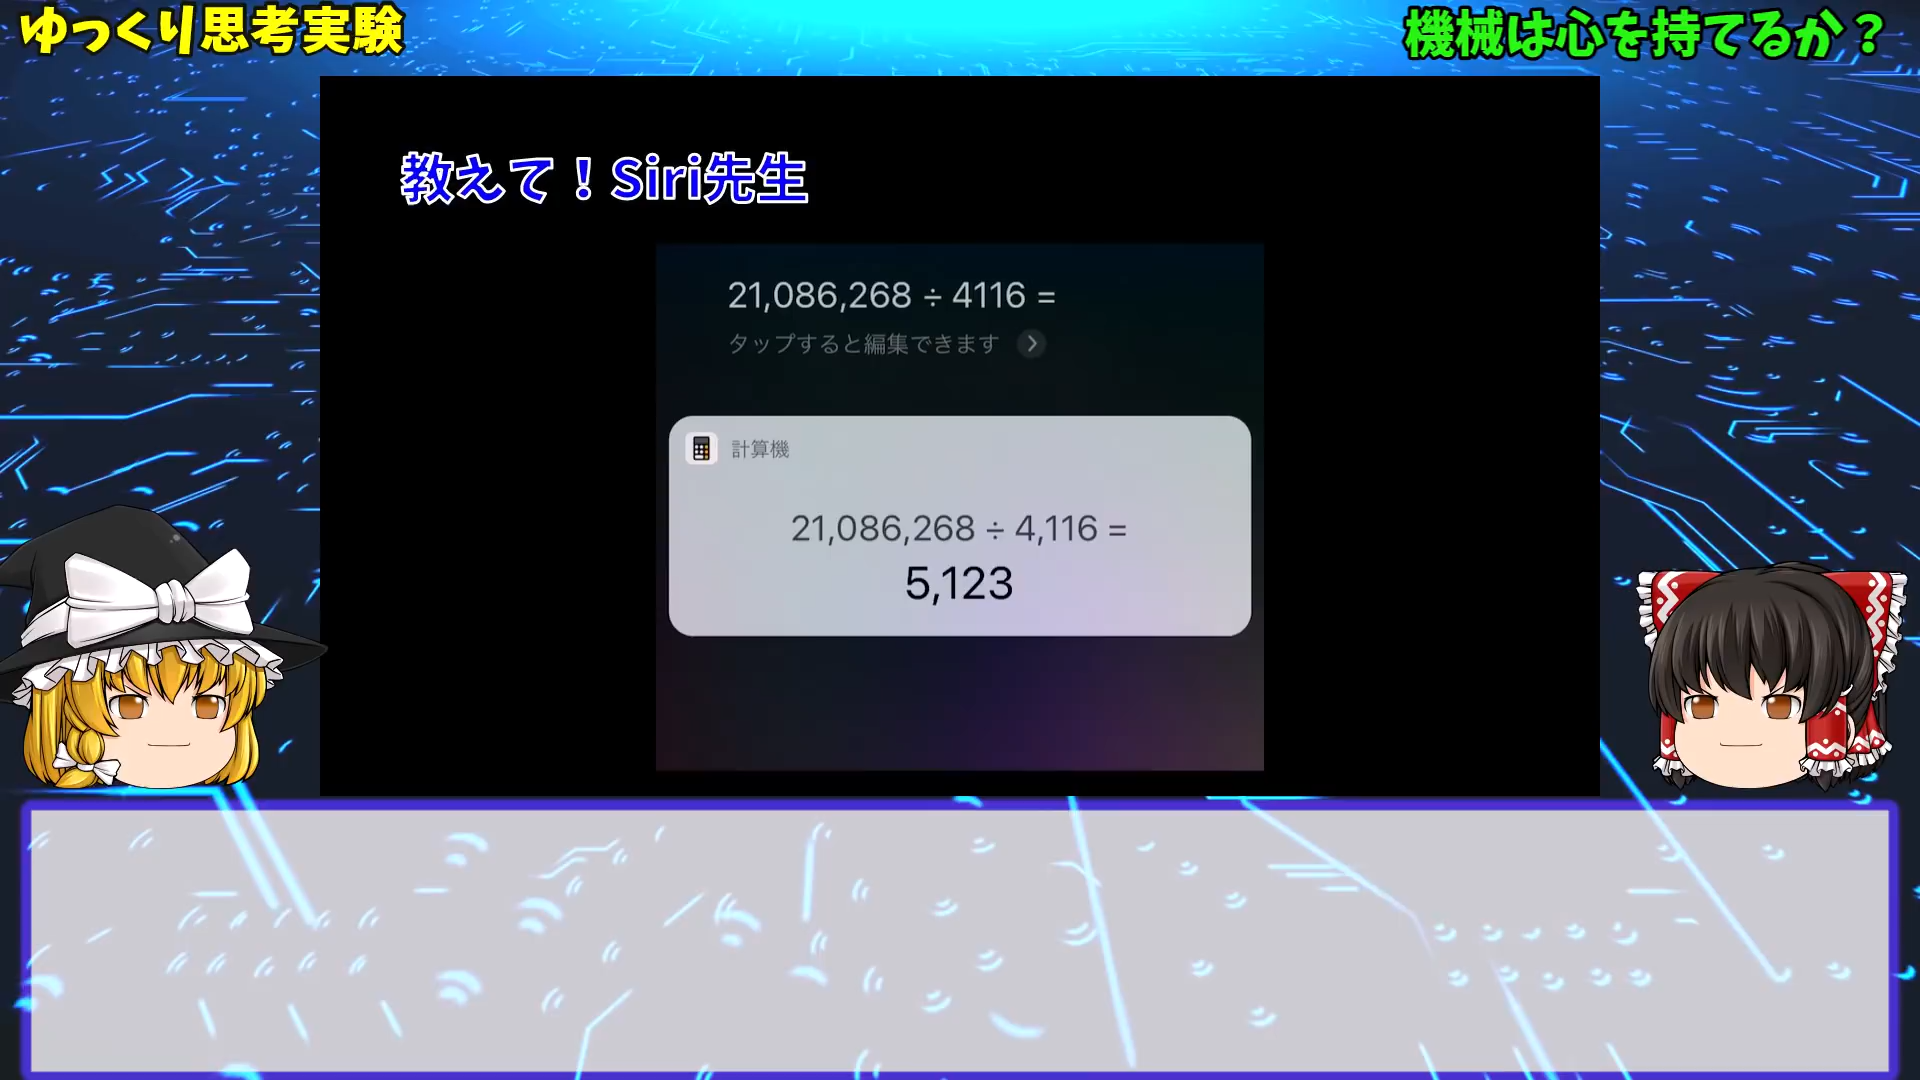 ゆっくり思考実験
機械は心を持てるか？
教えて！Siri先生
21,086,268 ÷ 4116 =
タップすると編集できます
計算機
21,086,268 ÷ 4,116 =
5,123